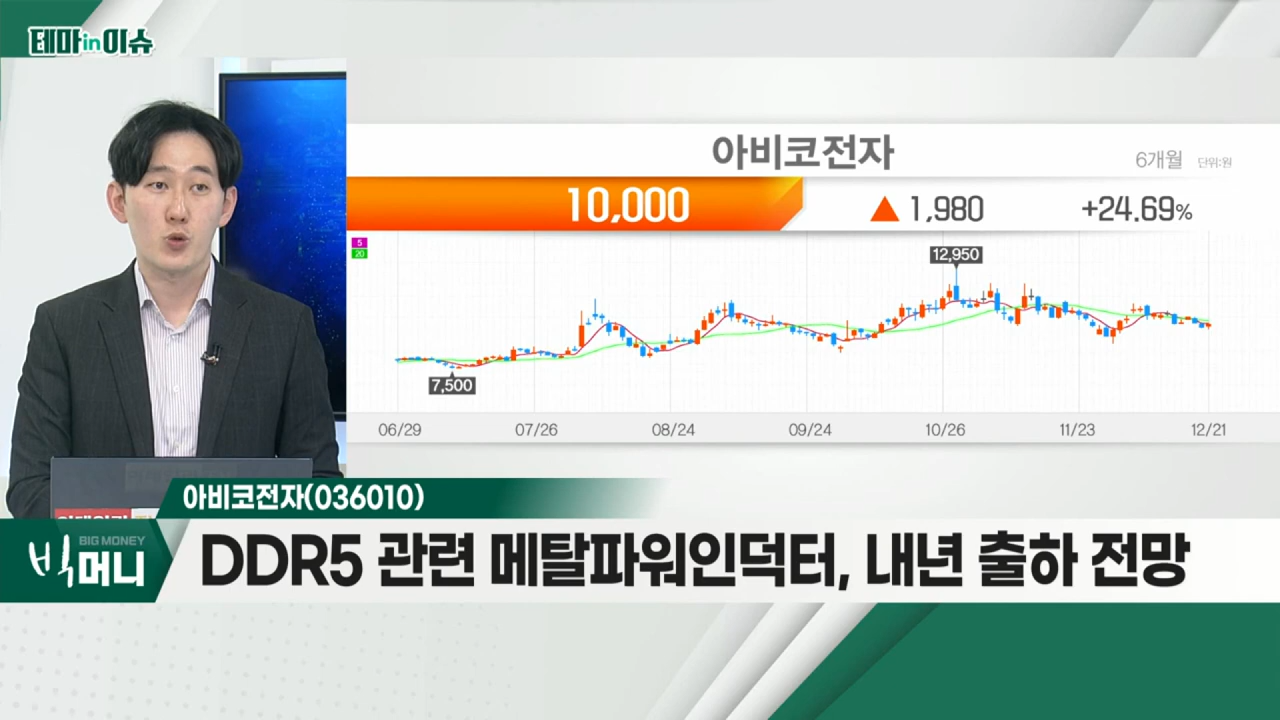 테마in이슈
아비코전자
6개월 단위:원
10,000 ▲ 1,980 +24.69%
5
20
12,950
7,500
06/29 07/26 08/24 09/24 10/26 11/23 12/21
아비코전자(036010)
BIG MONEY
빅머니
DDR5 관련 메탈파워인덕터, 내년 출하 전망